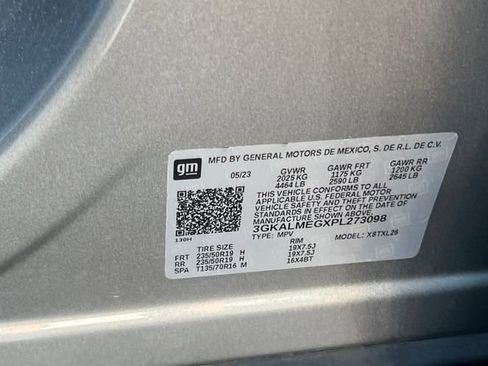 gm
MFD BY GENERAL MOTORS DE MEXICO, S. DE R.L. DE C.V.
05/23 GVWR GAWR FRT GAWR RR
2025 KG 1175 KG 1200 KG
4464 LB 2590 LB 2645 LB
THIS VEHICLE CONFORMS TO ALL
APPLICABLE U.S. FEDERAL MOTOR
VEHICLE SAFETY AND THEFT
PREVENTION STANDARDS IN
EFFECT ON THE DATE OF
MANUFACTURE SHOWN ABOVE.
3GKALMEGXPL273098
130H TYPE: MPV MODEL: X8TXL26
TIRE SIZE RIM
FRT 235/50R19 H 19X7.5J
RR 235/50R19 H 19X7.5J
SPA T135/70R16 M 16X4BT